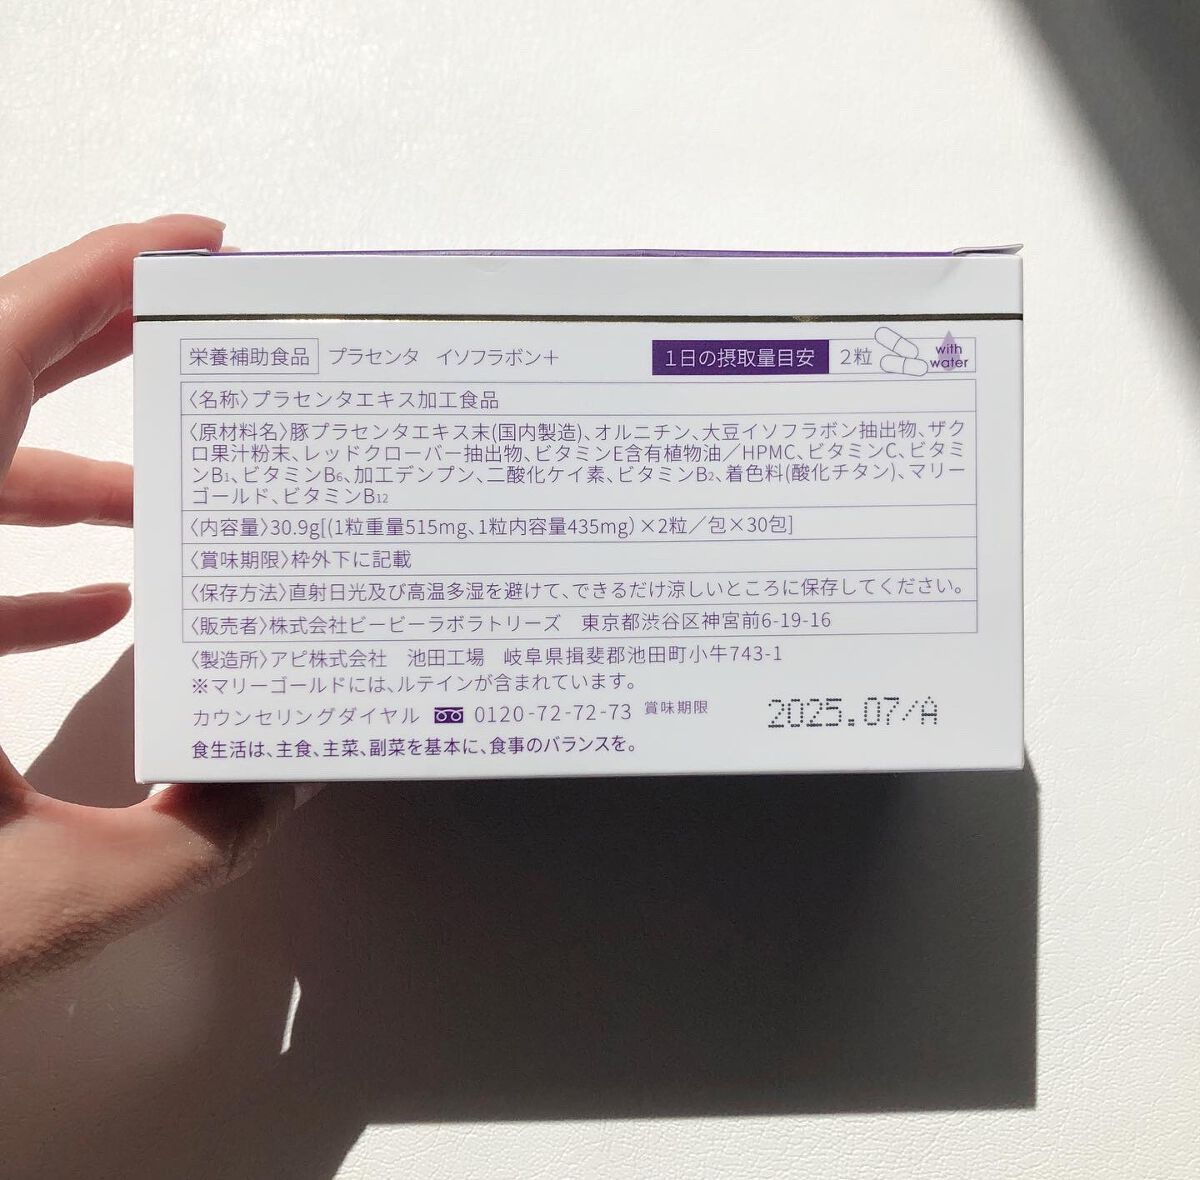 栄養補助食品 プラセンタ イソフラボン＋
1日の摂取量目安 2粒 with water
〈名称〉プラセンタエキス加工食品
〈原材料名〉豚プラセンタエキス末(国内製造)、オルニチン、大豆イソフラボン抽出物、ザク
ロ果汁粉末、レッドクローバー抽出物、ビタミンE含有植物油／HPMC、ビタミンC、ビタミ
ンB₁、ビタミンB₆、加工デンプン、二酸化ケイ素、ビタミンB₂、着色料(酸化チタン)、マリー
ゴールド、ビタミンB₁₂
〈内容量〉30.9g[(1粒重量515mg、1粒内容量435mg)×2粒／包×30包]
〈賞味期限〉枠外下に記載
〈保存方法〉直射日光及び高温多湿を避けて、できるだけ涼しいところに保存してください。
〈販売者〉株式会社ビービーラボラトリーズ 東京都渋谷区神宮前6-19-16
〈製造所〉アピ株式会社 池田工場 岐阜県揖斐郡池田町小牛743-1
※マリーゴールドには、ルテインが含まれています。
カウンセリングダイヤル 0120-72-72-73 賞味期限 2025.07/A
食生活は、主食、主菜、副菜を基本に、食事のバランスを。